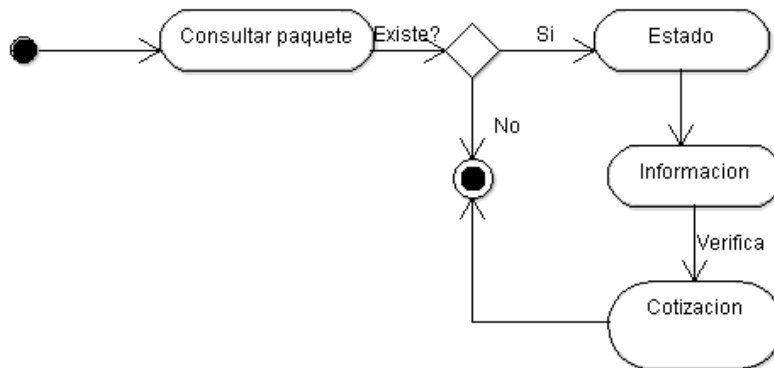 Consultar paquete
Existe?
Si
Estado
No
Informacion
Verifica
Cotizacion